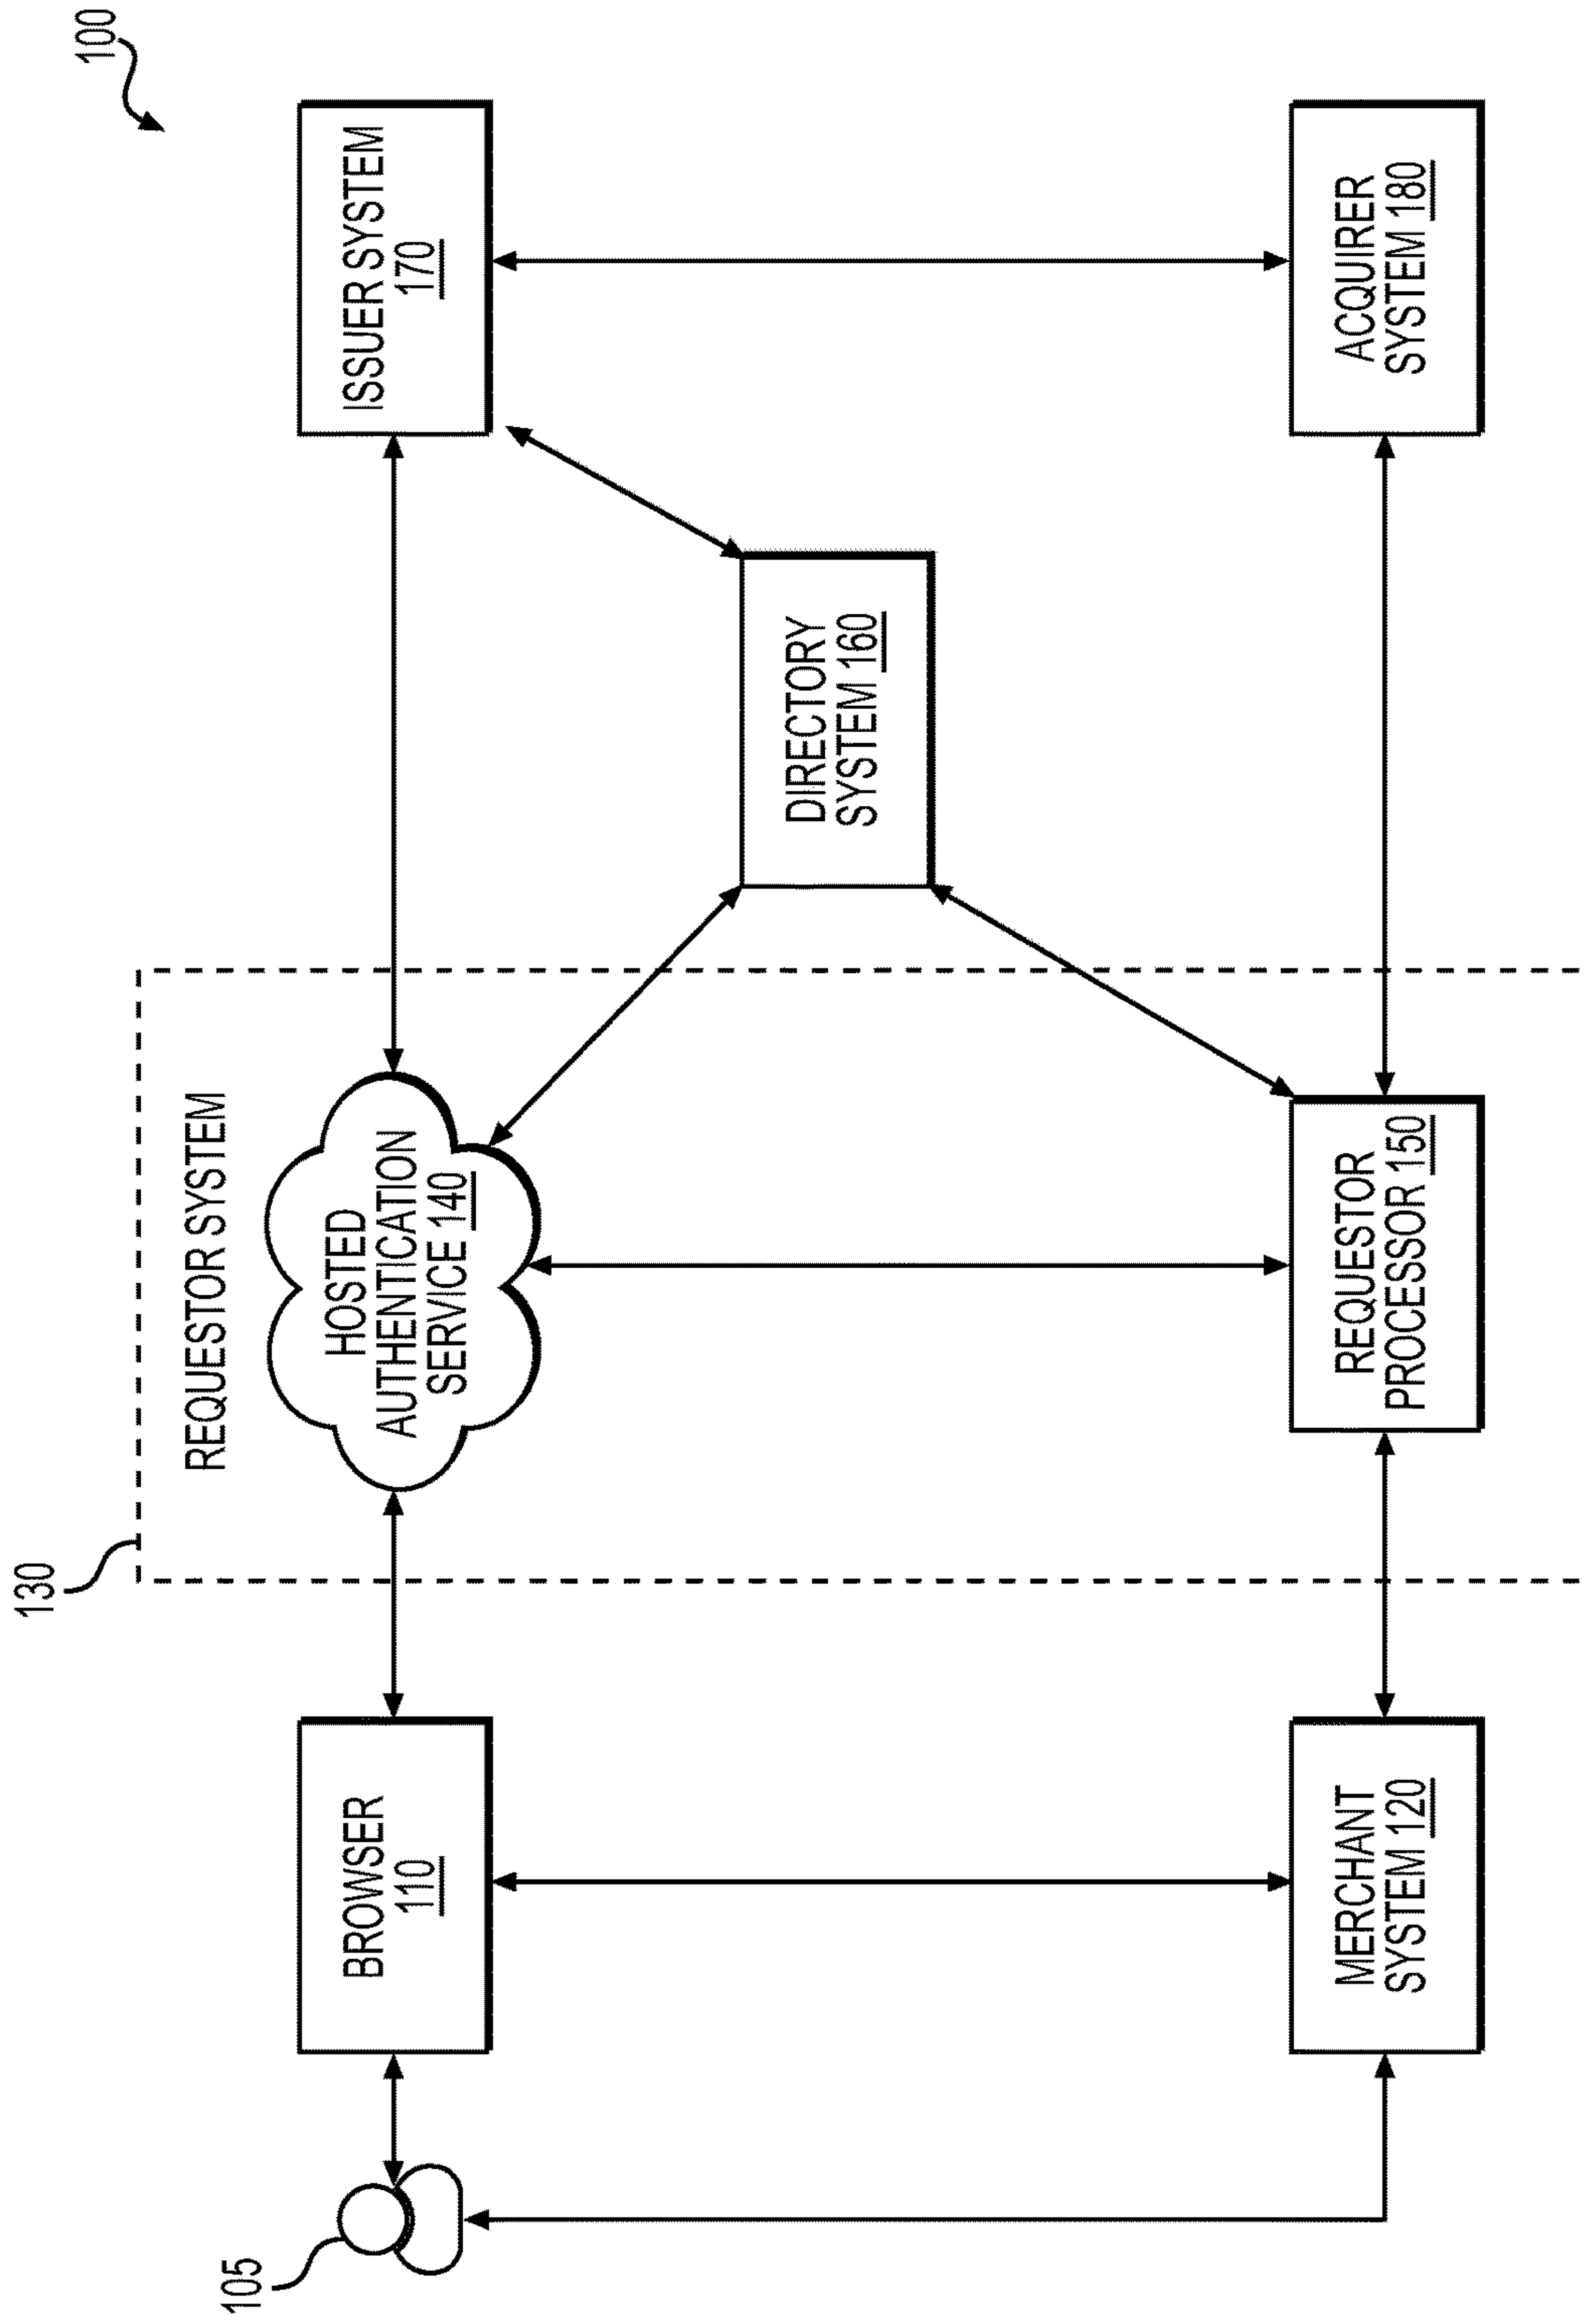 100
130
REQUESTOR SYSTEM
105
BROWSER
110
HOSTED
AUTHENTICATION
SERVICE 140
ISSUER SYSTEM
170
DIRECTORY
SYSTEM 160
MERCHANT
SYSTEM 120
REQUESTOR
PROCESSOR 150
ACQUIRER
SYSTEM 180